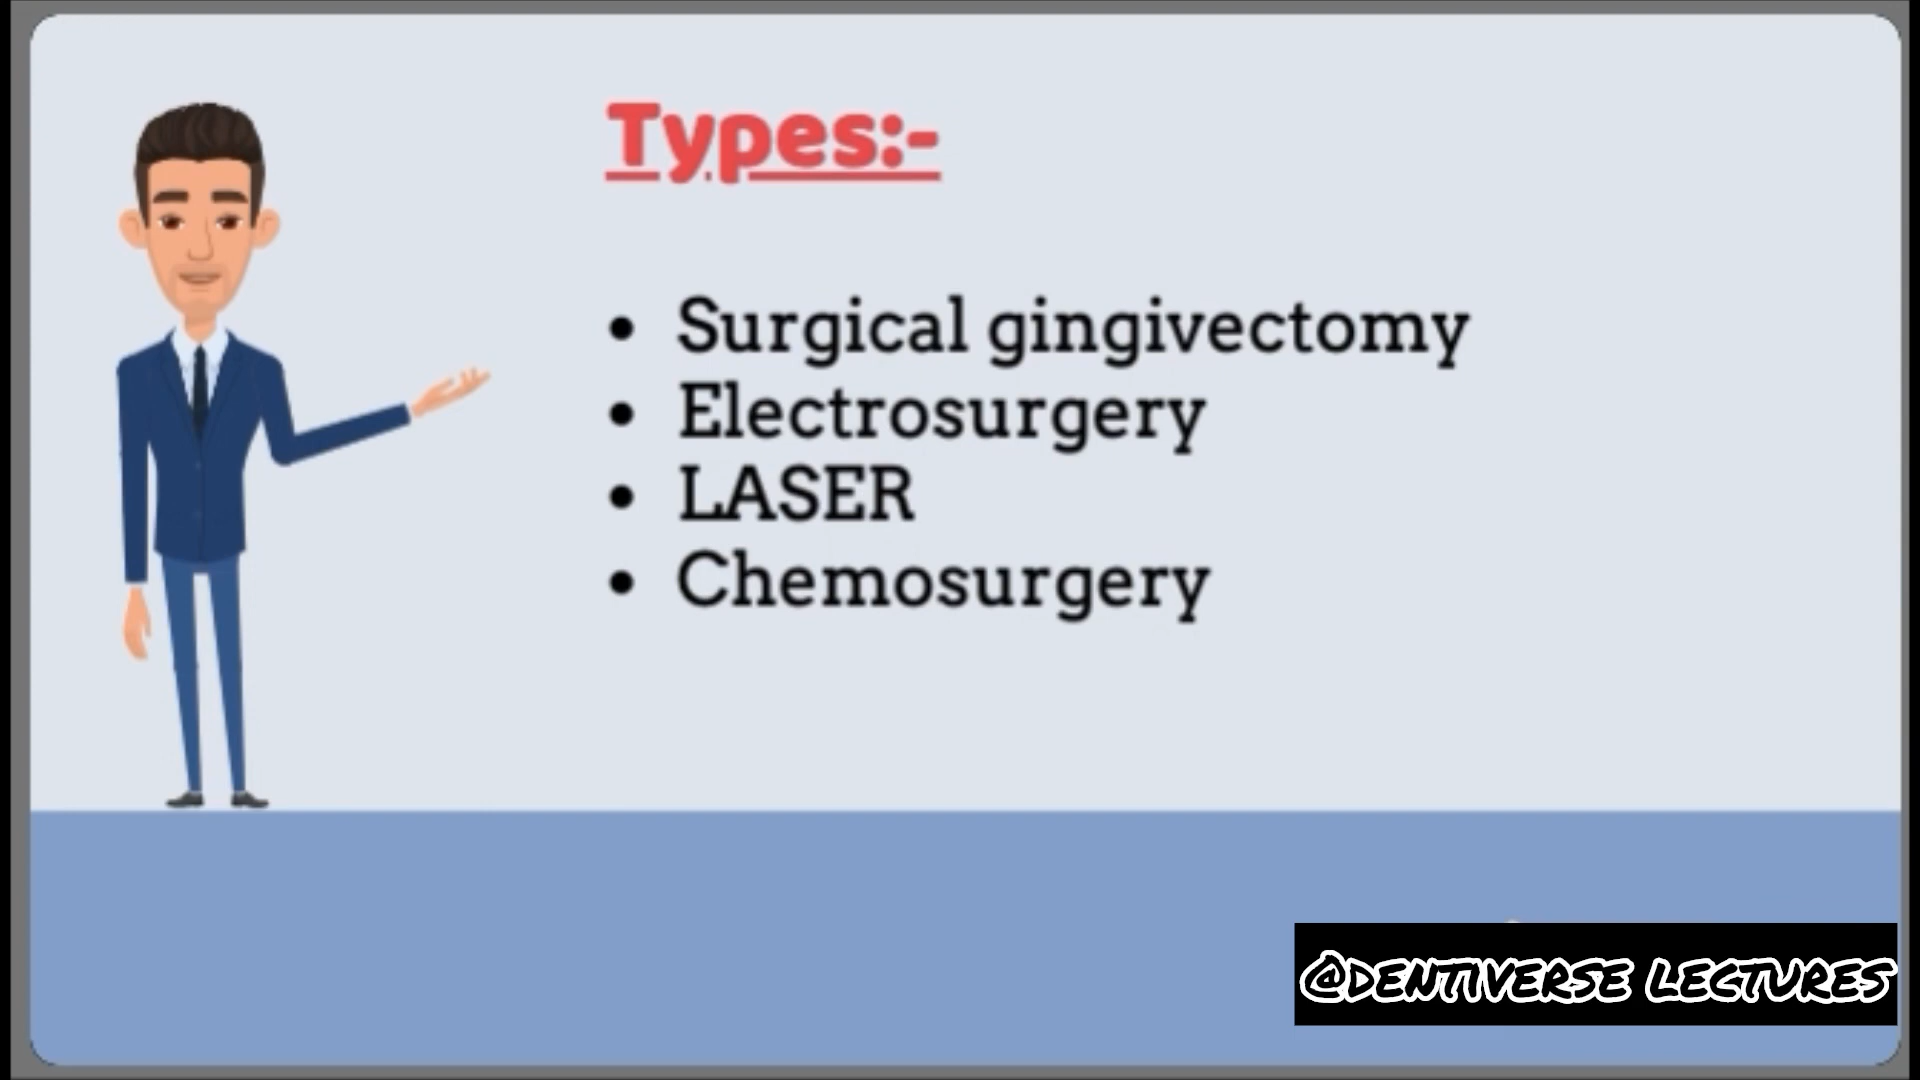 Types:-
• Surgical gingivectomy
• Electrosurgery
• LASER
• Chemosurgery
@DENTIVERSE LECTURES